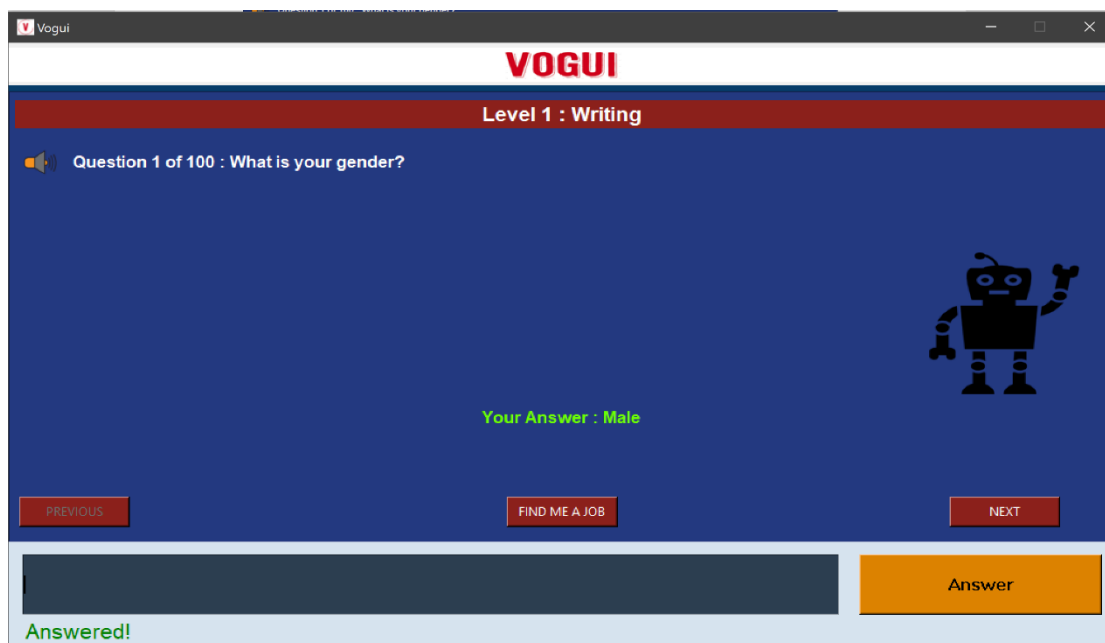 Vogui
VOGUI
Level 1 : Writing
Question 1 of 100 : What is your gender?
Your Answer : Male
PREVIOUS
FIND ME A JOB
NEXT
Answer
Answered!